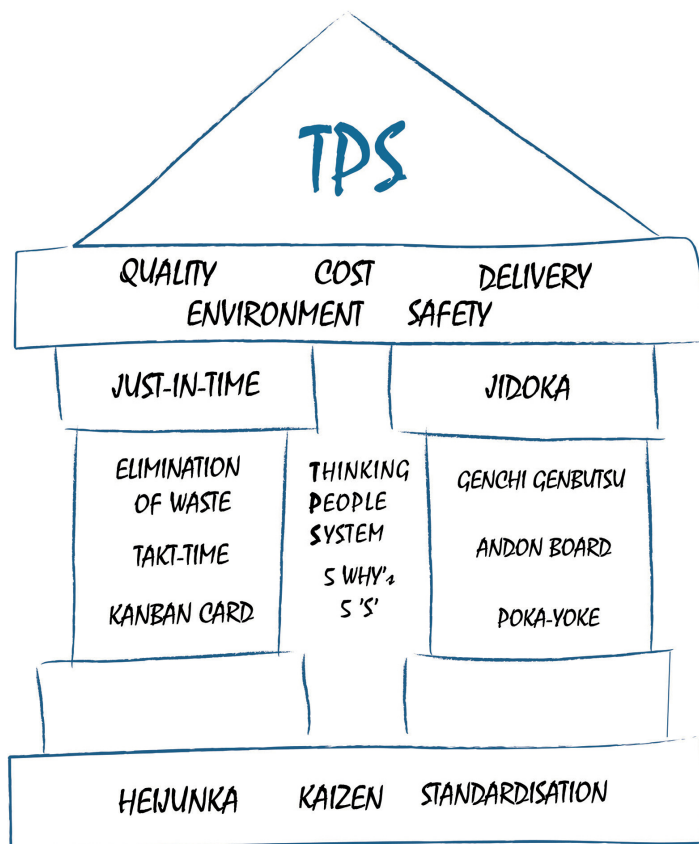 TPS
QUALITY COST DELIVERY
ENVIRONMENT SAFETY
JUST-IN-TIME
JIDOKA
ELIMINATION
OF WASTE
TAKT-TIME
KANBAN CARD
THINKING
PEOPLE
SYSTEM
5 WHY's
5 'S'
GENCHI GENBUTSU
ANDON BOARD
POKA-YOKE
HEIJUNKA KAIZEN STANDARDISATION